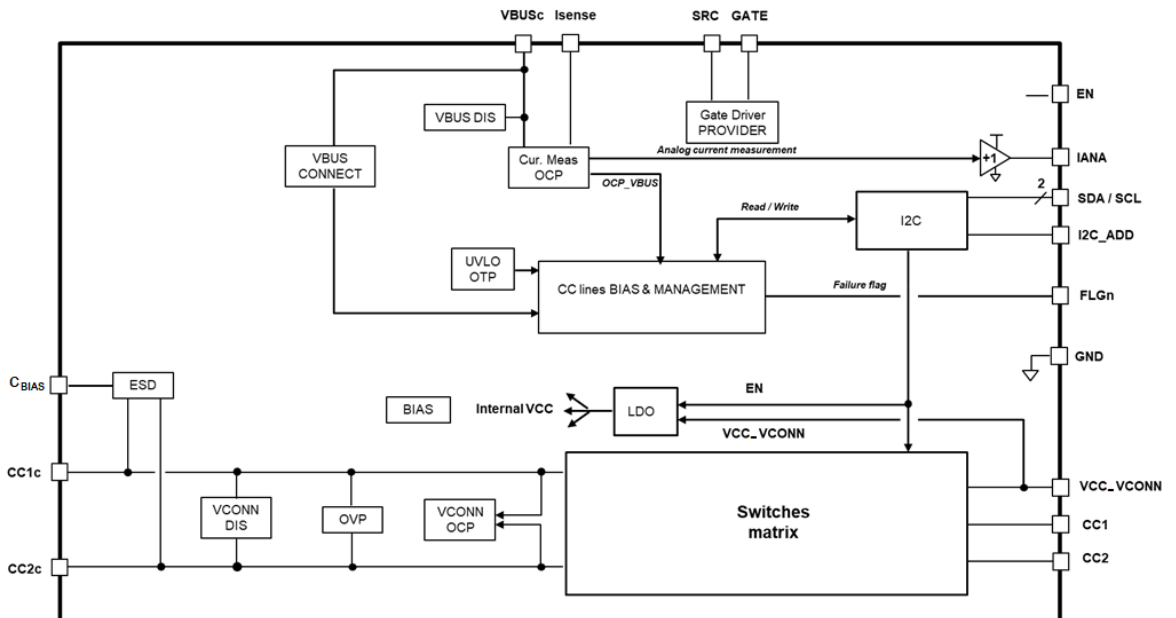 VBUSc Isense SRC GATE
EN
VBUS DIS
Gate Driver
PROVIDER
Analog current measurement
VBUS
CONNECT
Cur. Meas
OCP
+1
IANA
OCP_VBUS
2
SDA / SCL
Read / Write
I2C
I2C_ADD
UVLO
OTP
CC lines BIAS & MANAGEMENT
Failure flag
FLGn
GND
CBIAS
ESD
EN
BIAS
Internal VCC
LDO
VCC_VCONN
CC1c
VCONN
DIS
OVP
VCONN
OCP
Switches
matrix
VCC_VCONN
CC1
CC2
CC2c